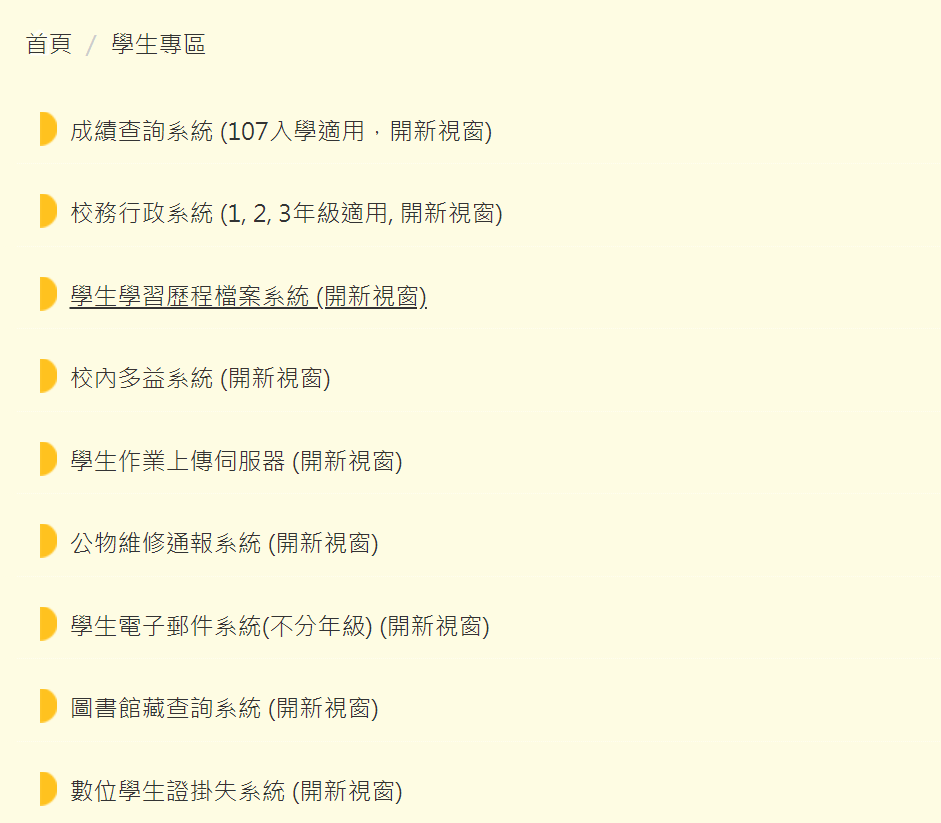 首頁 / 學生專區
成績查詢系統 (107入學適用，開新視窗)
校務行政系統 (1, 2, 3年級適用, 開新視窗)
學生學習歷程檔案系統 (開新視窗)
校內多益系統 (開新視窗)
學生作業上傳伺服器 (開新視窗)
公物維修通報系統 (開新視窗)
學生電子郵件系統(不分年級) (開新視窗)
圖書館藏查詢系統 (開新視窗)
數位學生證掛失系統 (開新視窗)